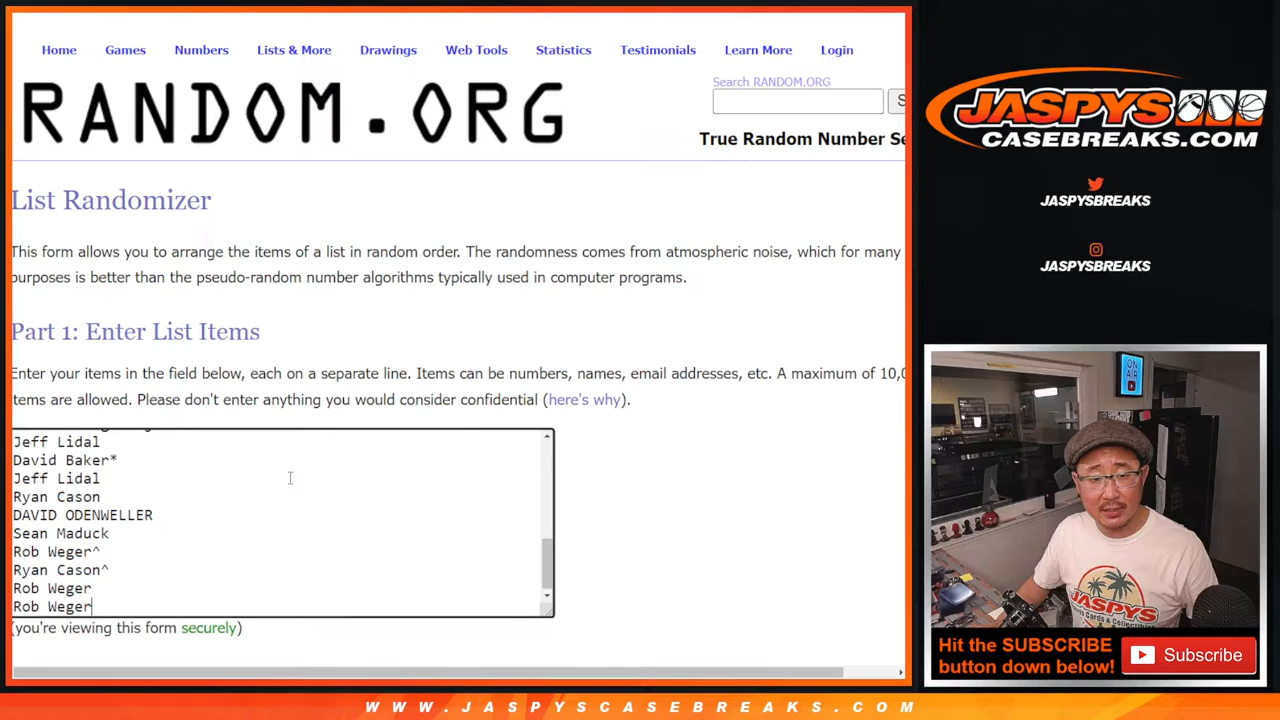 Home Games Numbers Lists & More Drawings Web Tools Statistics Testimonials Learn More Login
Search RANDOM.ORG
RANDOM.ORG
S
True Random Number Se
List Randomizer
This form allows you to arrange the items of a list in random order. The randomness comes from atmospheric noise, which for many
purposes is better than the pseudo-random number algorithms typically used in computer programs.
Part 1: Enter List Items
Enter your items in the field below, each on a separate line. Items can be numbers, names, email addresses, etc. A maximum of 10,0
items are allowed. Please don't enter anything you would consider confidential (here's why).
Jeff Lidal
David Baker*
Jeff Lidal
Ryan Cason
DAVID ODENWELLER
Sean Maduck
Rob Weger^
Ryan Cason^
Rob Weger
Rob Weger
(you're viewing this form securely)
JASPYS
CASEBREAKS.COM
JASPYSBREAKS
JASPYSBREAKS
ON
AIR
Hit the SUBSCRIBE
button down below!
Subscribe
WWW.JASPYSCASEBREAKS.COM